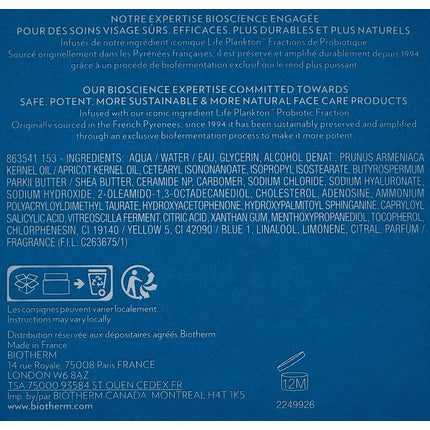 NOTRE EXPERTISE BIOSCIENCE ENGAGÉE
POUR DES SOINS VISAGE SÛRS, EFFICACES, PLUS DURABLES ET PLUS NATURELS.
Infusés de notre ingrédient iconique Life Plankton™ Fractions de Probiotique
Sourcé originellement dans les Pyrénées françaises, il est préservé et amplifié durablement depuis 1994
grâce à un procédé de biofermentation exclusif qui le rend plus puissant
OUR BIOSCIENCE EXPERTISE COMMITTED TOWARDS
SAFE, POTENT, MORE SUSTAINABLE & MORE NATURAL FACE CARE PRODUCTS.
Infused with our iconic ingredient Life Plankton™ Probiotic Fraction.
Originally sourced in the French Pyrenees, since 1994 it has been sustainably preserved and amplified
through an exclusive biofermentation process to make it more potent.
863541 153 - INGREDIENTS: AQUA / WATER / EAU, GLYCERIN, ALCOHOL DENAT., PRUNUS ARMENIACA
KERNEL OIL / APRICOT KERNEL OIL, CETEARYL ISONONANOATE, ISOPROPYL ISOSTEARATE, BUTYROSPERMUM
PARKII BUTTER / SHEA BUTTER, CERAMIDE NP, CARBOMER, SODIUM CHLORIDE, SODIUM HYALURONATE,
SODIUM HYDROXIDE, 2-OLEAMIDO-1,3-OCTADECANEDIOL, CHOLESTEROL, ADENOSINE, AMMONIUM
POLYACRYLOYLDIMETHYL TAURATE, HYDROXYACETOPHENONE, HYDROXYPALMITOYL SPHINGANINE, CAPRYLOYL
SALICYLIC ACID, VITREOSCILLA FERMENT, CITRIC ACID, XANTHAN GUM, MENTHOXYPROPANEDIOL, TOCOPHEROL,
CHLORPHENESIN, CI 19140 / YELLOW 5, CI 42090 / BLUE 1, LINALOOL, LIMONENE, CITRAL, PARFUM /
FRAGRANCE (F.I.L. C263675/1)
Les consignes peuvent varier localement.
Instructions may vary locally.
Distribution réservée aux dépositaires agréés Biotherm
Made in France
BIOTHERM
14 rue Royale, 75008 Paris FRANCE
LONDON W6 8AZ
TSA 75000 93584 ST OUEN CEDEX FR
Imp. by/par BIOTHERM CANADA, MONTREAL H4T 1K5
www.biotherm.com
12M
2249926